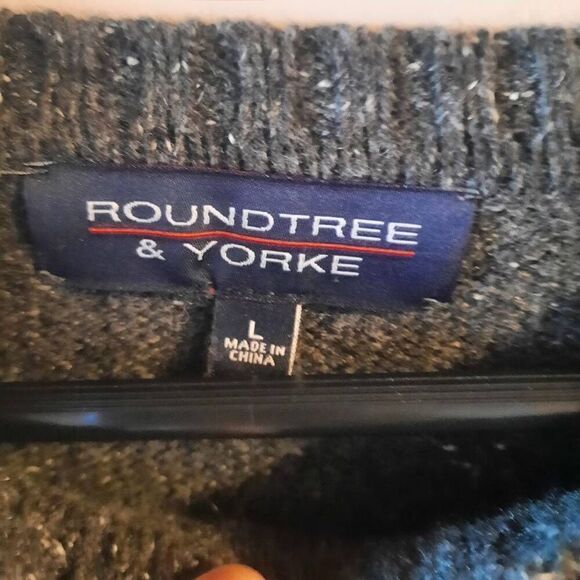 ROUNDTREE
& YORKE
L
MADE IN
CHINA